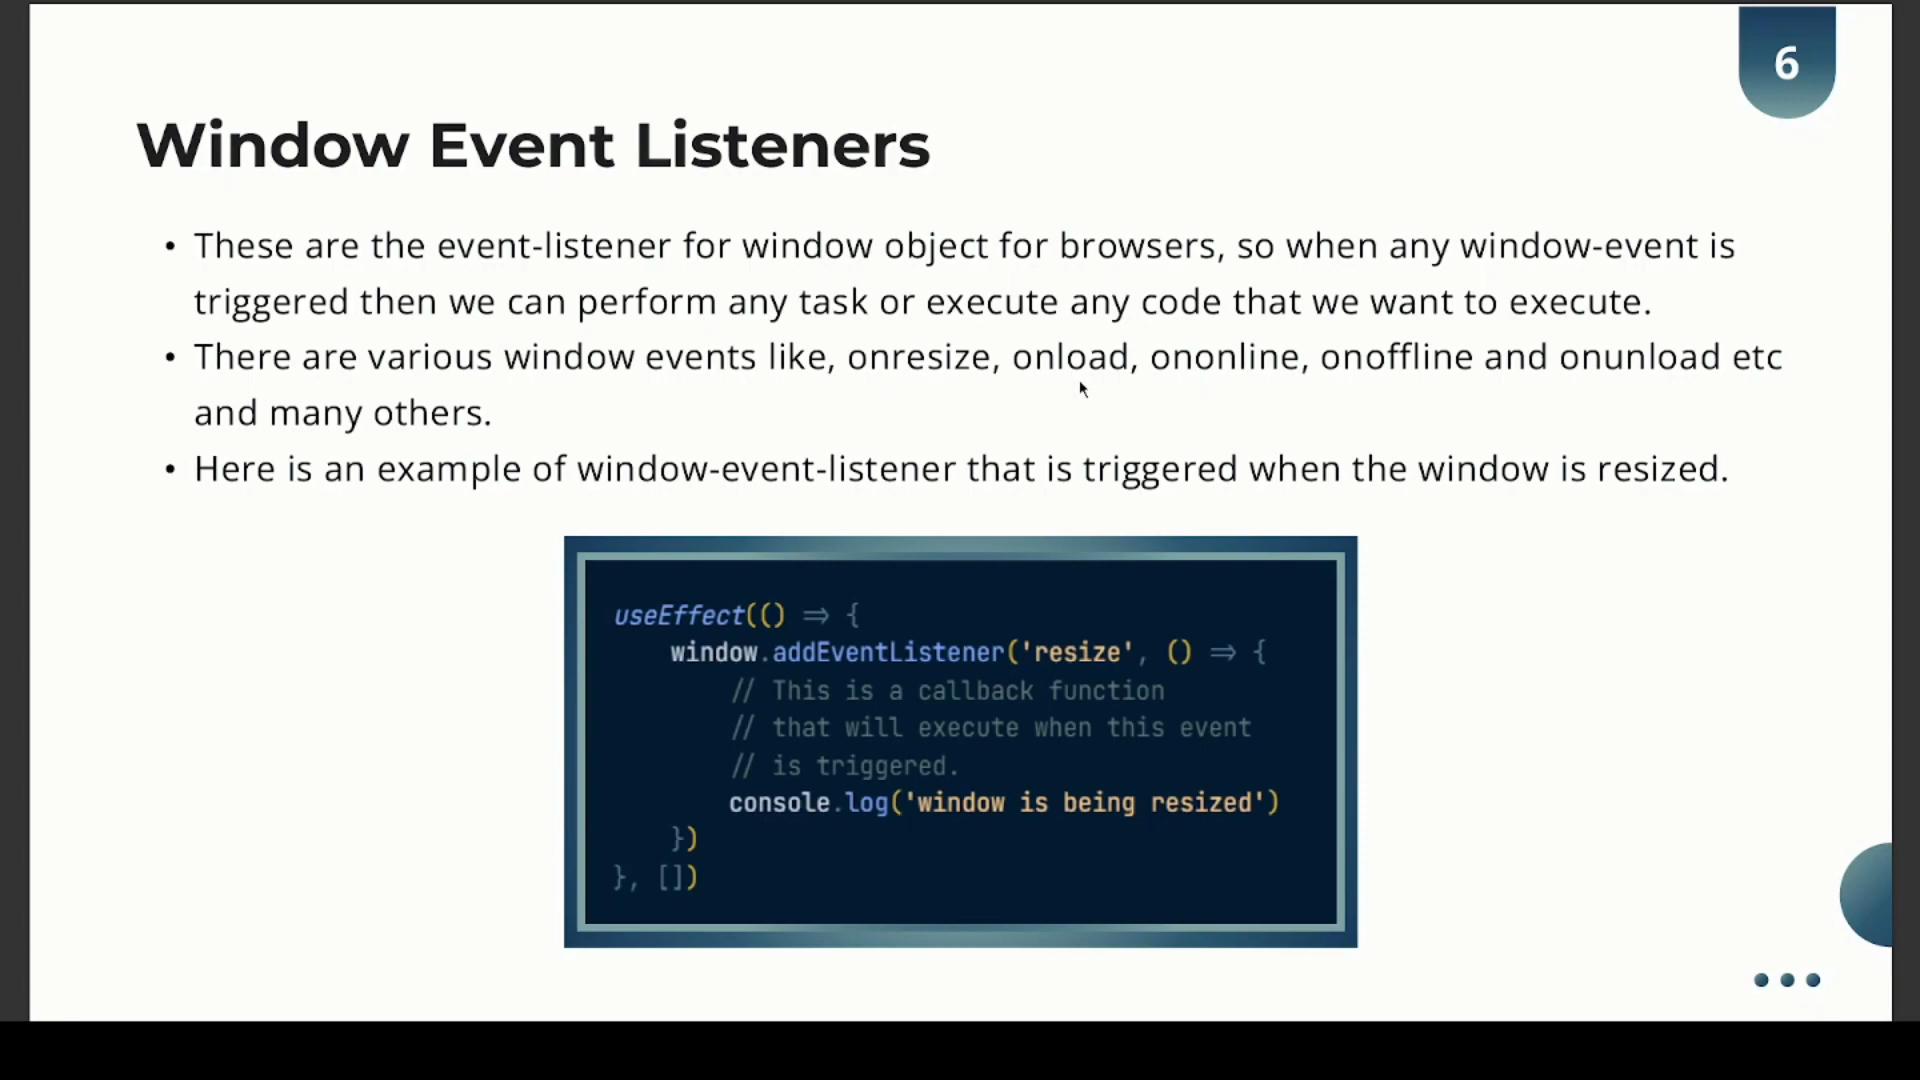 6
Window Event Listeners
• These are the event-listener for window object for browsers, so when any window-event is
triggered then we can perform any task or execute any code that we want to execute.
• There are various window events like, onresize, onload, ononline, onoffline and onunload etc
and many others.
• Here is an example of window-event-listener that is triggered when the window is resized.
useEffect(() => {
window.addEventListener('resize', () => {
// This is a callback function
// that will execute when this event
// is triggered.
console.log('window is being resized')
})
}, [])